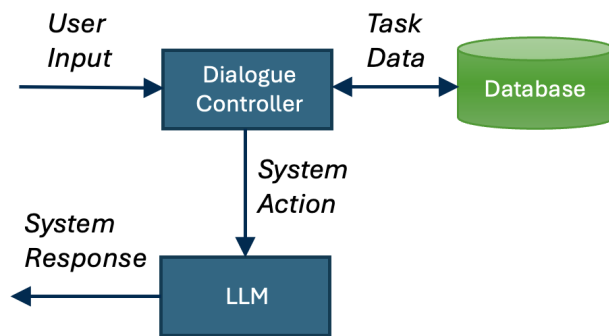 User
Input
Dialogue
Controller
Task
Data
Database
System
Action
System
Response
LLM